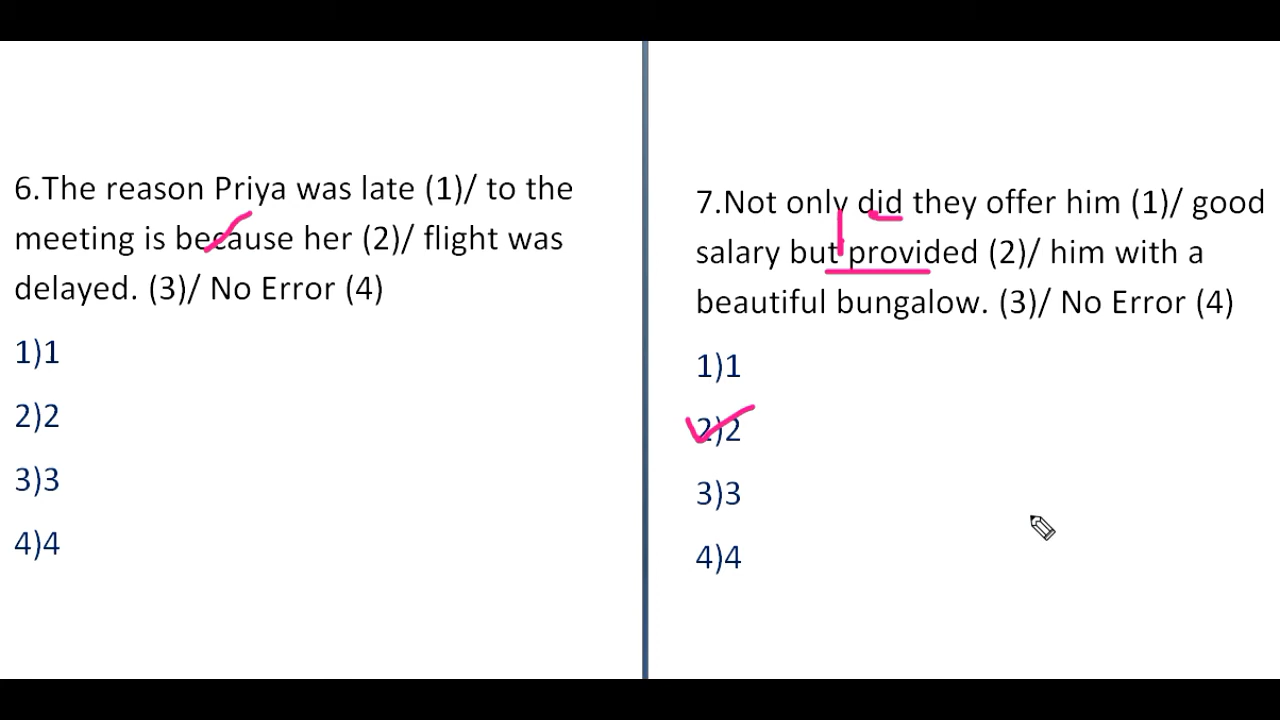 6.The reason Priya was late (1)/ to the
meeting is because her (2)/ flight was
delayed. (3)/ No Error (4)
1)1
2)2
3)3
4)4
7.Not only did they offer him (1)/ good
salary but provided (2)/ him with a
beautiful bungalow. (3)/ No Error (4)
1)1
2)2
3)3
4)4